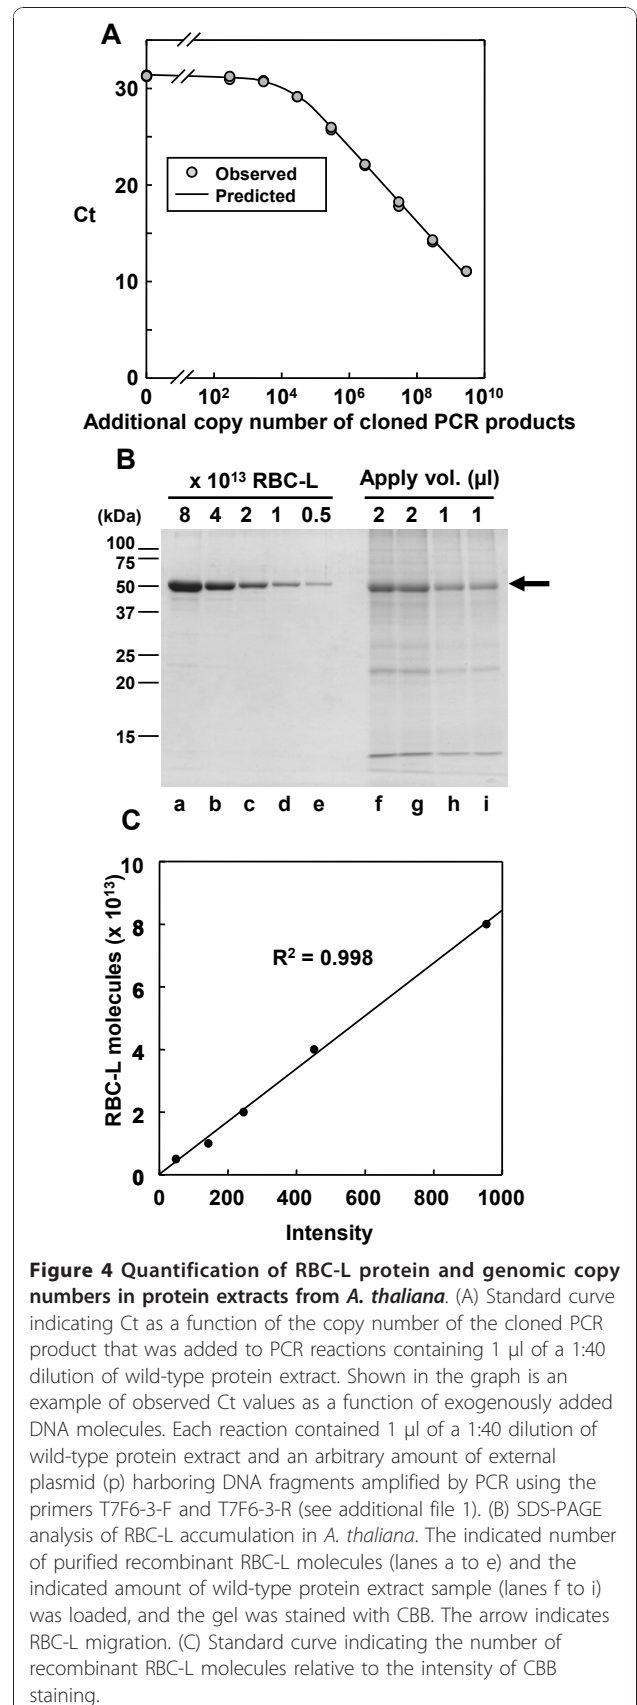 A
30
20
10
0
Ct
Observed
Predicted
0 10² 10⁴ 10⁶ 10⁸ 10¹⁰
Additional copy number of cloned PCR products
B
x 10¹³ RBC-L Apply vol. (µl)
(kDa) 8 4 2 1 0.5 2 2 1 1
100
75
50
37
25
20
15
a b c d e f g h i
C
RBC-L molecules (x 10¹³)
10
8
6
4
2
0
R² = 0.998
0 200 400 600 800 1000
Intensity
Figure 4 Quantification of RBC-L protein and genomic copy
numbers in protein extracts from A. thaliana. (A) Standard curve
indicating Ct as a function of the copy number of the cloned PCR
product that was added to PCR reactions containing 1 µl of a 1:40
dilution of wild-type protein extract. Shown in the graph is an
example of observed Ct values as a function of exogenously added
DNA molecules. Each reaction contained 1 µl of a 1:40 dilution of
wild-type protein extract and an arbitrary amount of external
plasmid (p) harboring DNA fragments amplified by PCR using the
primers T7F6-3-F and T7F6-3-R (see additional file 1). (B) SDS-PAGE
analysis of RBC-L accumulation in A. thaliana. The indicated number
of purified recombinant RBC-L molecules (lanes a to e) and the
indicated amount of wild-type protein extract sample (lanes f to i)
was loaded, and the gel was stained with CBB. The arrow indicates
RBC-L migration. (C) Standard curve indicating the number of
recombinant RBC-L molecules relative to the intensity of CBB
staining.